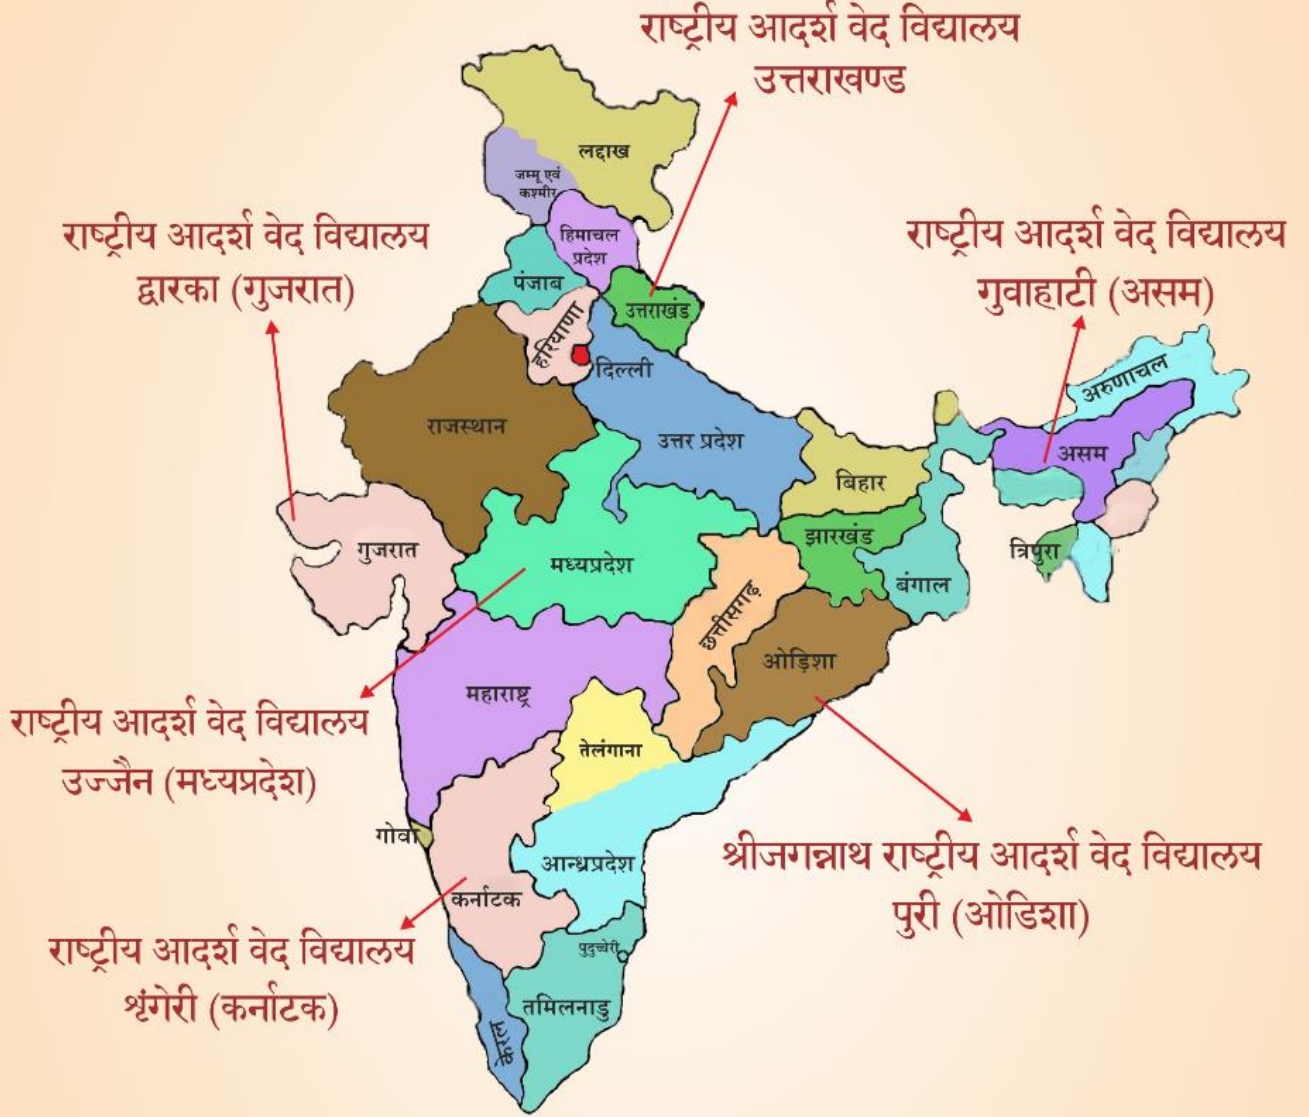 राष्ट्रीय आदर्श वेद विद्यालय
उत्तराखण्ड
लद्दाख
जम्मू एवं
कश्मीर
राष्ट्रीय आदर्श वेद विद्यालय
द्वारका (गुजरात)
हिमाचल
प्रदेश
राष्ट्रीय आदर्श वेद विद्यालय
गुवाहाटी (असम)
पंजाब
उत्तराखंड
हरियाणा
दिल्ली
अरुणाचल
राजस्थान
उत्तर प्रदेश
असम
बिहार
झारखंड
गुजरात
त्रिपुरा
मध्यप्रदेश
बंगाल
छत्तीसगढ़
ओड़िशा
महाराष्ट्र
राष्ट्रीय आदर्श वेद विद्यालय
उज्जैन (मध्यप्रदेश)
तेलंगाना
गोवा
आन्ध्रप्रदेश
श्रीजगन्नाथ राष्ट्रीय आदर्श वेद विद्यालय
पुरी (ओडिशा)
कर्नाटक
राष्ट्रीय आदर्श वेद विद्यालय
शृंगेरी (कर्नाटक)
पुदुच्चेरी
तमिलनाडु
केरल